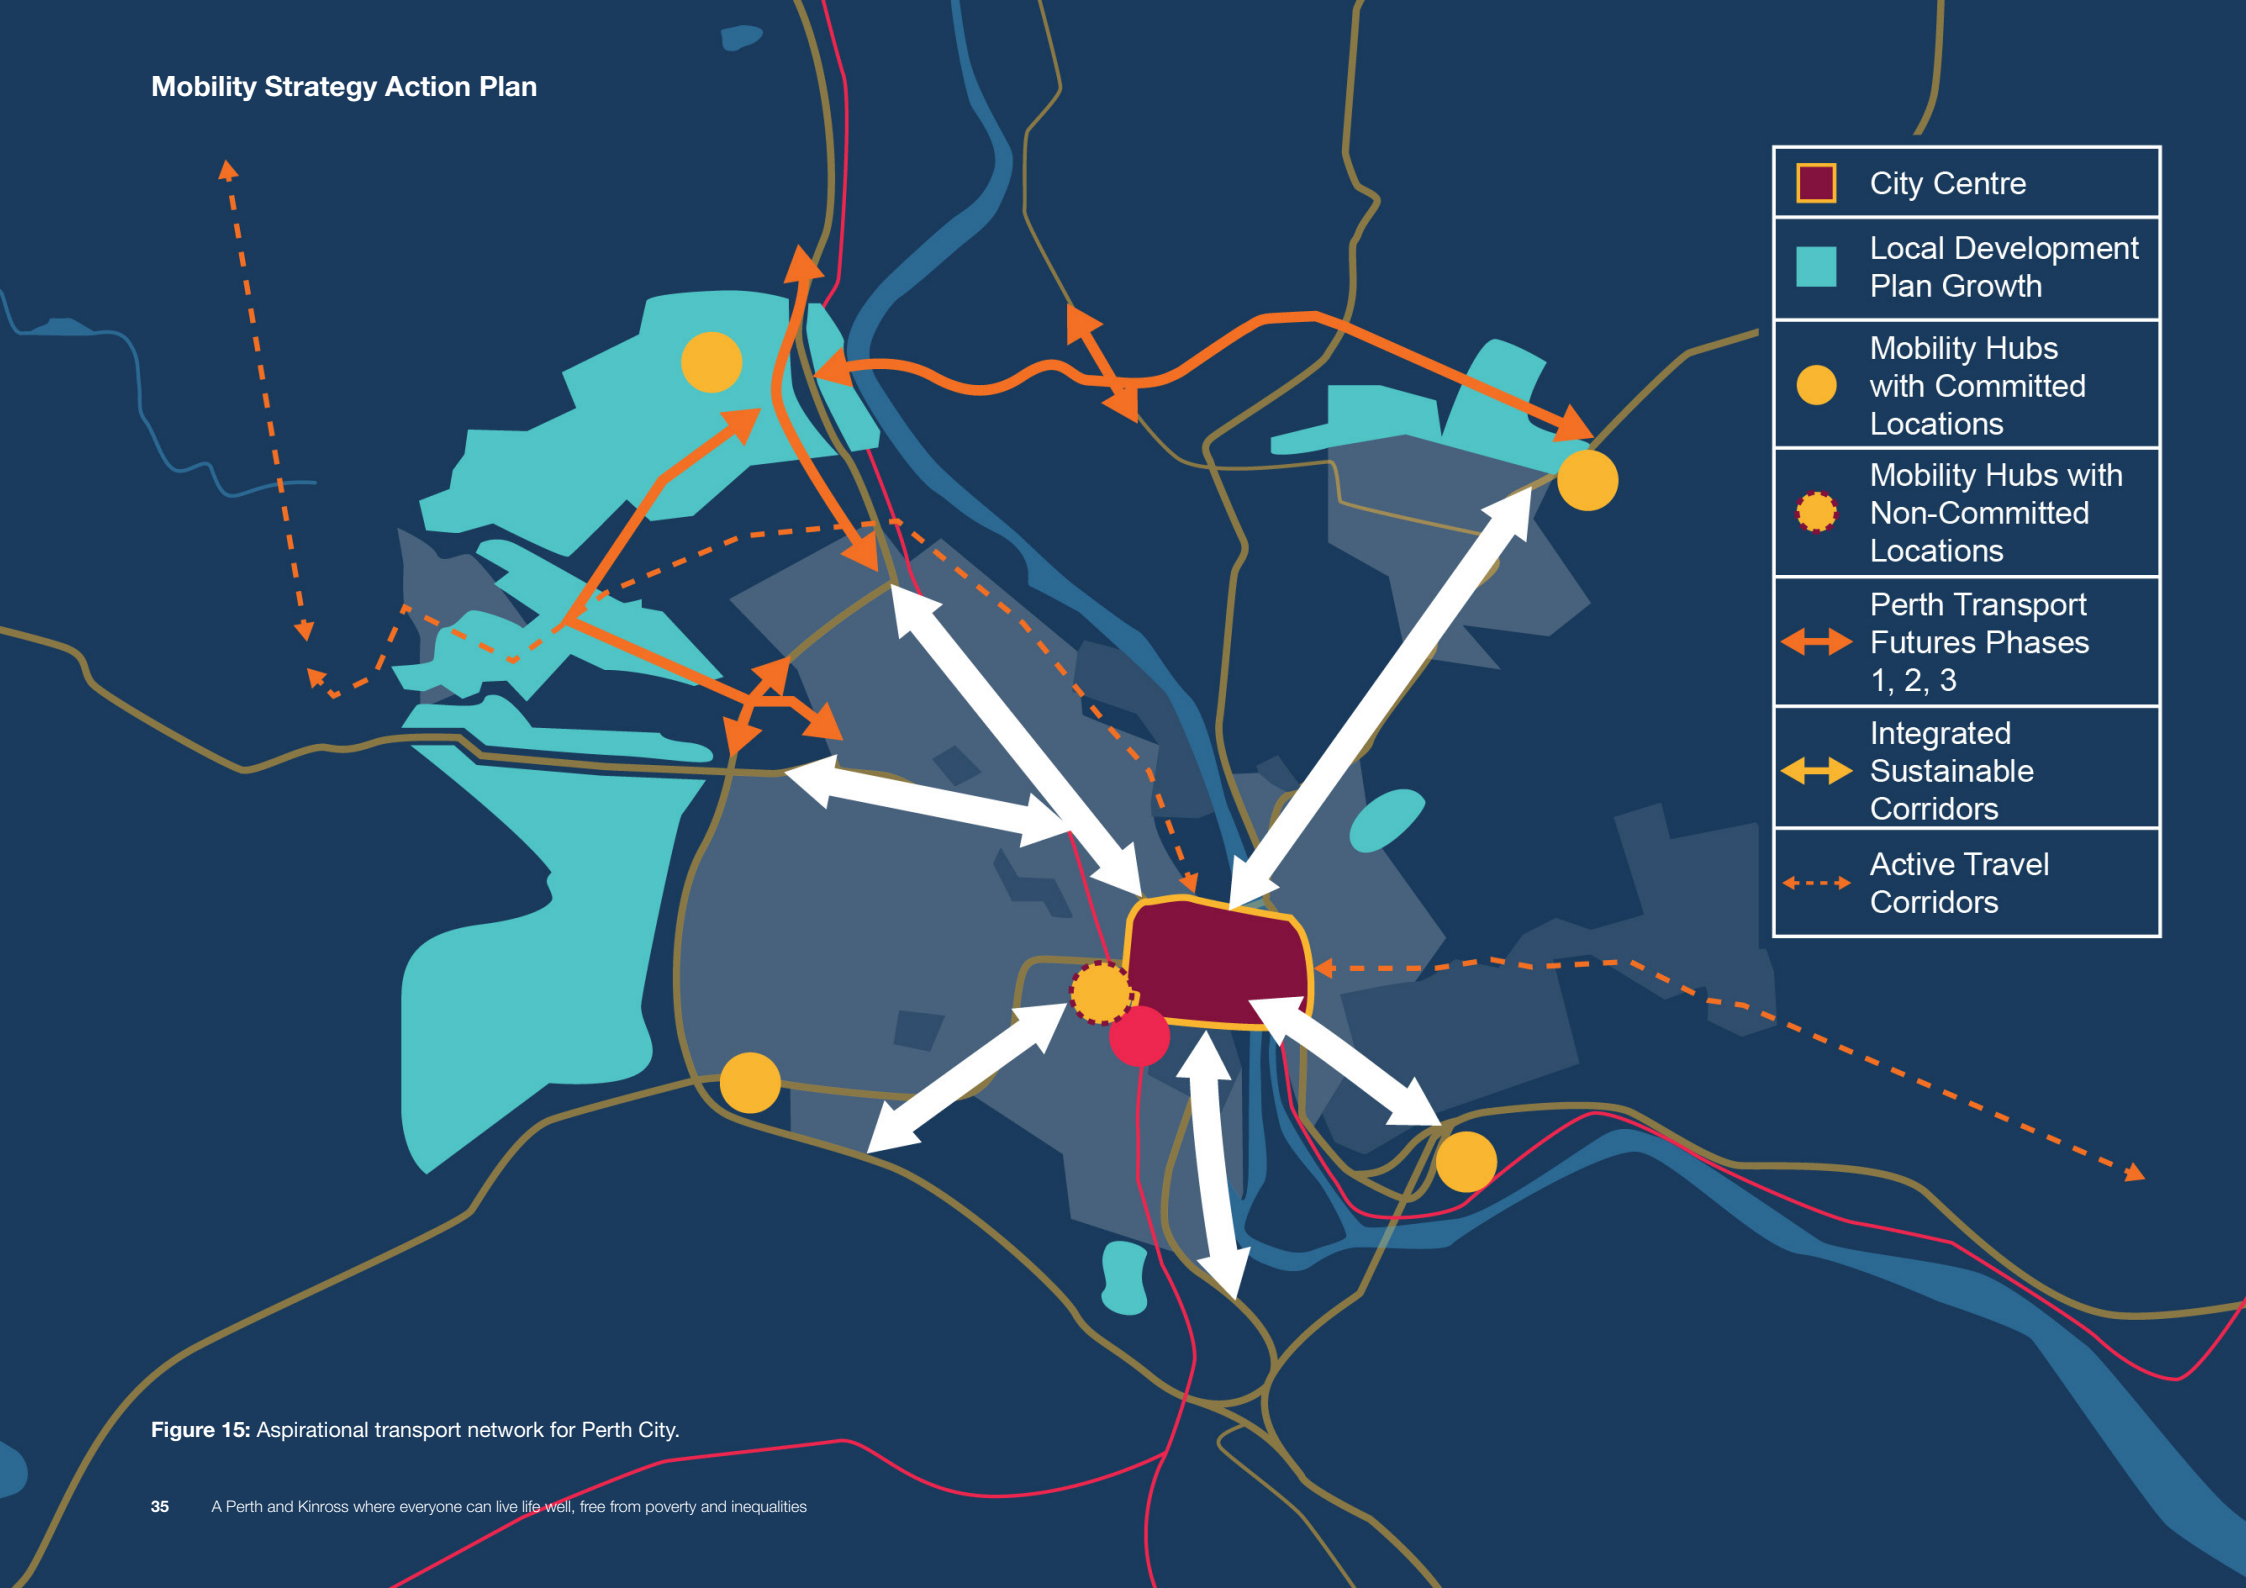 Mobility Strategy Action Plan
City Centre
Local Development
Plan Growth
Mobility Hubs
with Committed
Locations
Mobility Hubs with
Non-Committed
Locations
Perth Transport
Futures Phases
1, 2, 3
Integrated
Sustainable
Corridors
Active Travel
Corridors
Figure 15: Aspirational transport network for Perth City.
35 A Perth and Kinross where everyone can live life well, free from poverty and inequalities